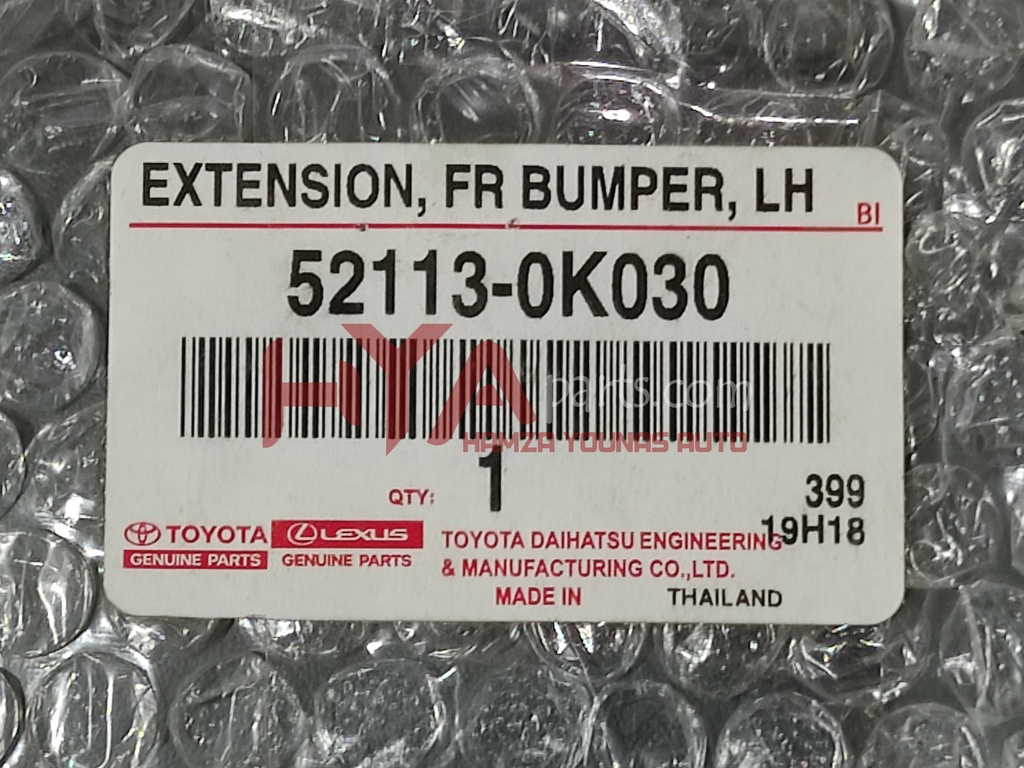 EXTENSION, FR BUMPER, LH
BI
52113-0K030
HYA
parts.com
HAMZA YOUNAS AUTO
QTY: 1
399
19H18
TOYOTA
GENUINE PARTS
LEXUS
GENUINE PARTS
TOYOTA DAIHATSU ENGINEERING
& MANUFACTURING CO.,LTD.
MADE IN THAILAND